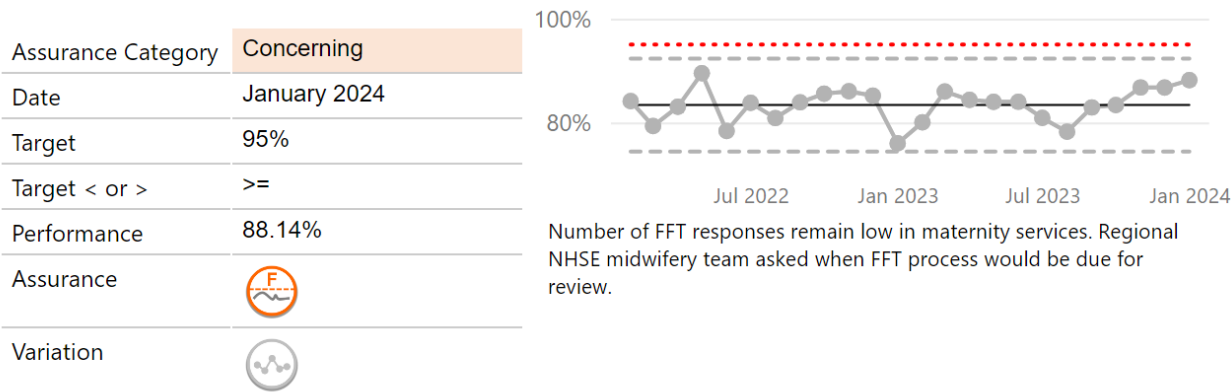 Assurance Category Concerning
Date January 2024
Target 95%
Target < or > >=
Performance 88.14%
Assurance F
Variation
100%
80%
Jul 2022 Jan 2023 Jul 2023 Jan 2024
Number of FFT responses remain low in maternity services. Regional
NHSE midwifery team asked when FFT process would be due for
review.